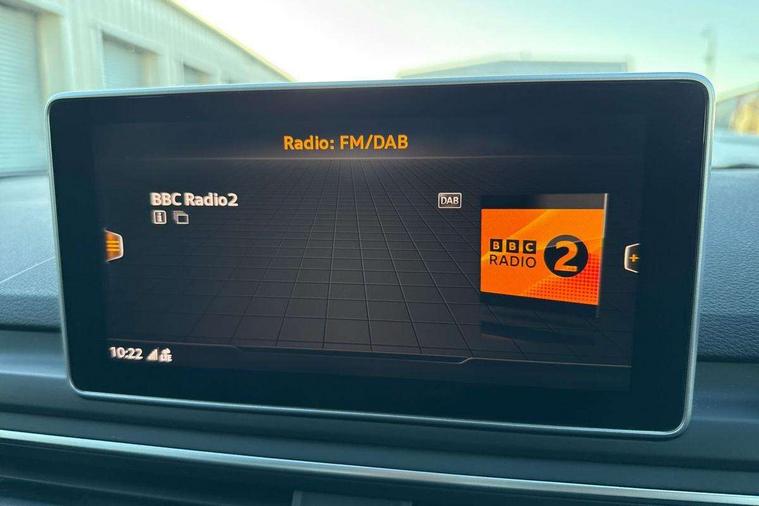 Radio: FM/DAB
BBC Radio2
DAB
BBC
RADIO 2
10:22